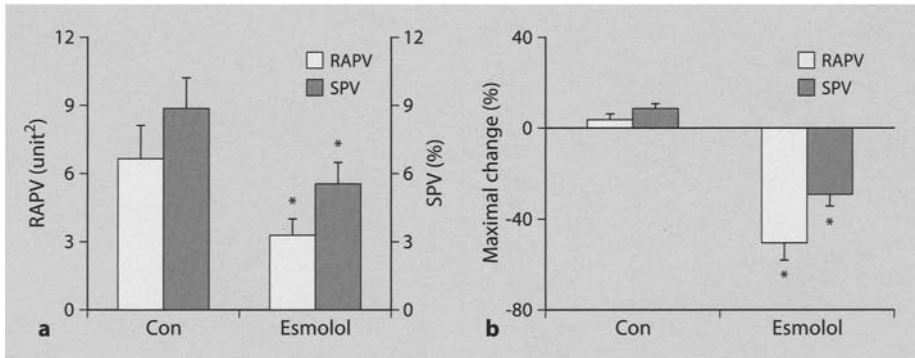 12
9
6
3
0
RAPV (unit²)
RAPV
SPV
*
*
12
9
6
3
0
SPV (%)
a
Con
Esmolol
40
0
-40
-80
Maximal change (%)
RAPV
SPV
*
*
b
Con
Esmolol